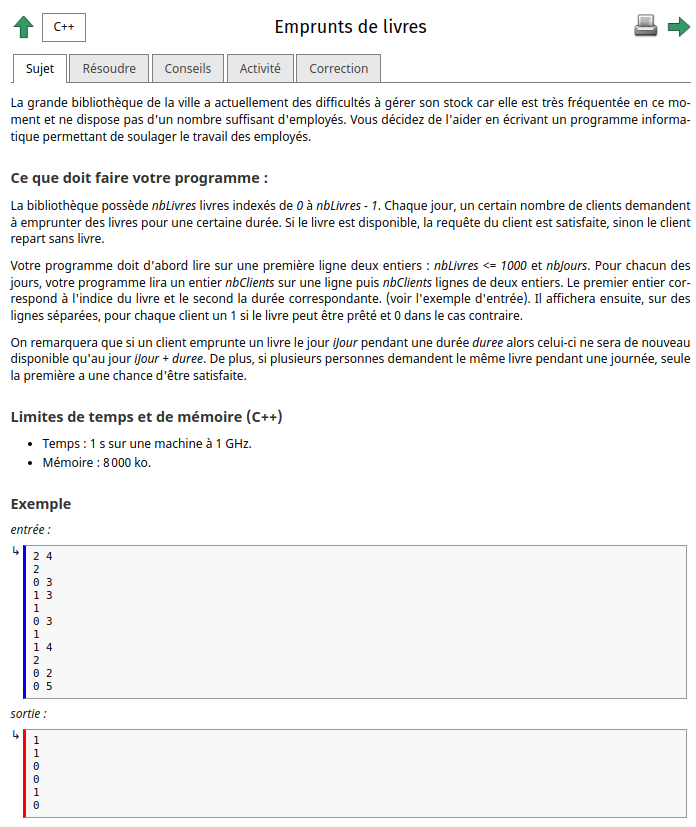 C++
Emprunts de livres
Sujet
Résoudre
Conseils
Activité
Correction
La grande bibliothèque de la ville a actuellement des difficultés à gérer son stock car elle est très fréquentée en ce mo-
ment et ne dispose pas d'un nombre suffisant d'employés. Vous décidez de l'aider en écrivant un programme informa-
tique permettant de soulager le travail des employés.
Ce que doit faire votre programme :
La bibliothèque possède nbLivres livres indexés de 0 à nbLivres - 1. Chaque jour, un certain nombre de clients demandent
à emprunter des livres pour une certaine durée. Si le livre est disponible, la requête du client est satisfaite, sinon le client
repart sans livre.
Votre programme doit d'abord lire sur une première ligne deux entiers : nbLivres <= 1000 et nbJours. Pour chacun des
jours, votre programme lira un entier nbClients sur une ligne puis nbClients lignes de deux entiers. Le premier entier cor-
respond à l'indice du livre et le second la durée correspondante. (voir l'exemple d'entrée). Il affichera ensuite, sur des
lignes séparées, pour chaque client un 1 si le livre peut être prêté et 0 dans le cas contraire.
On remarquera que si un client emprunte un livre le jour iJour pendant une durée duree alors celui-ci ne sera de nouveau
disponible qu'au jour iJour + duree. De plus, si plusieurs personnes demandent le même livre pendant une journée, seule
la première a une chance d'être satisfaite.
Limites de temps et de mémoire (C++)
• Temps : 1 s sur une machine à 1 GHz.
• Mémoire : 8 000 ko.
Exemple
entrée :
2 4
2
0 3
1 3
1
0 3
1
1 4
2
0 2
0 5
sortie :
1
1
0
0
1
0